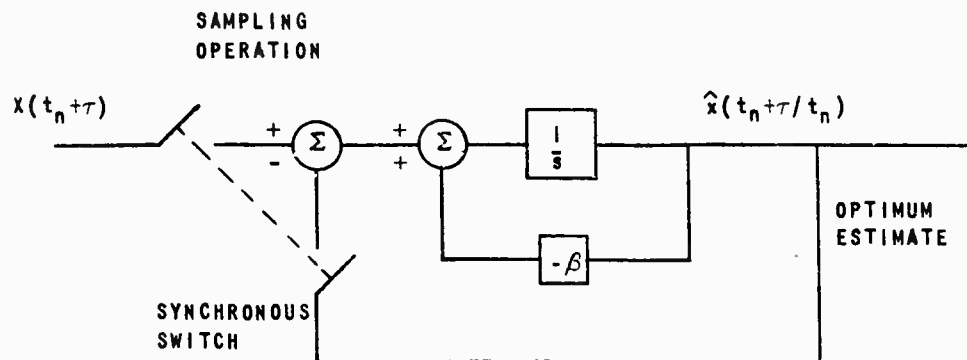 SAMPLING
OPERATION
X(t_n+τ)
x̂(t_n+τ/t_n)
+
-
Σ
+
+
Σ
1/s
-β
OPTIMUM
ESTIMATE
SYNCHRONOUS
SWITCH